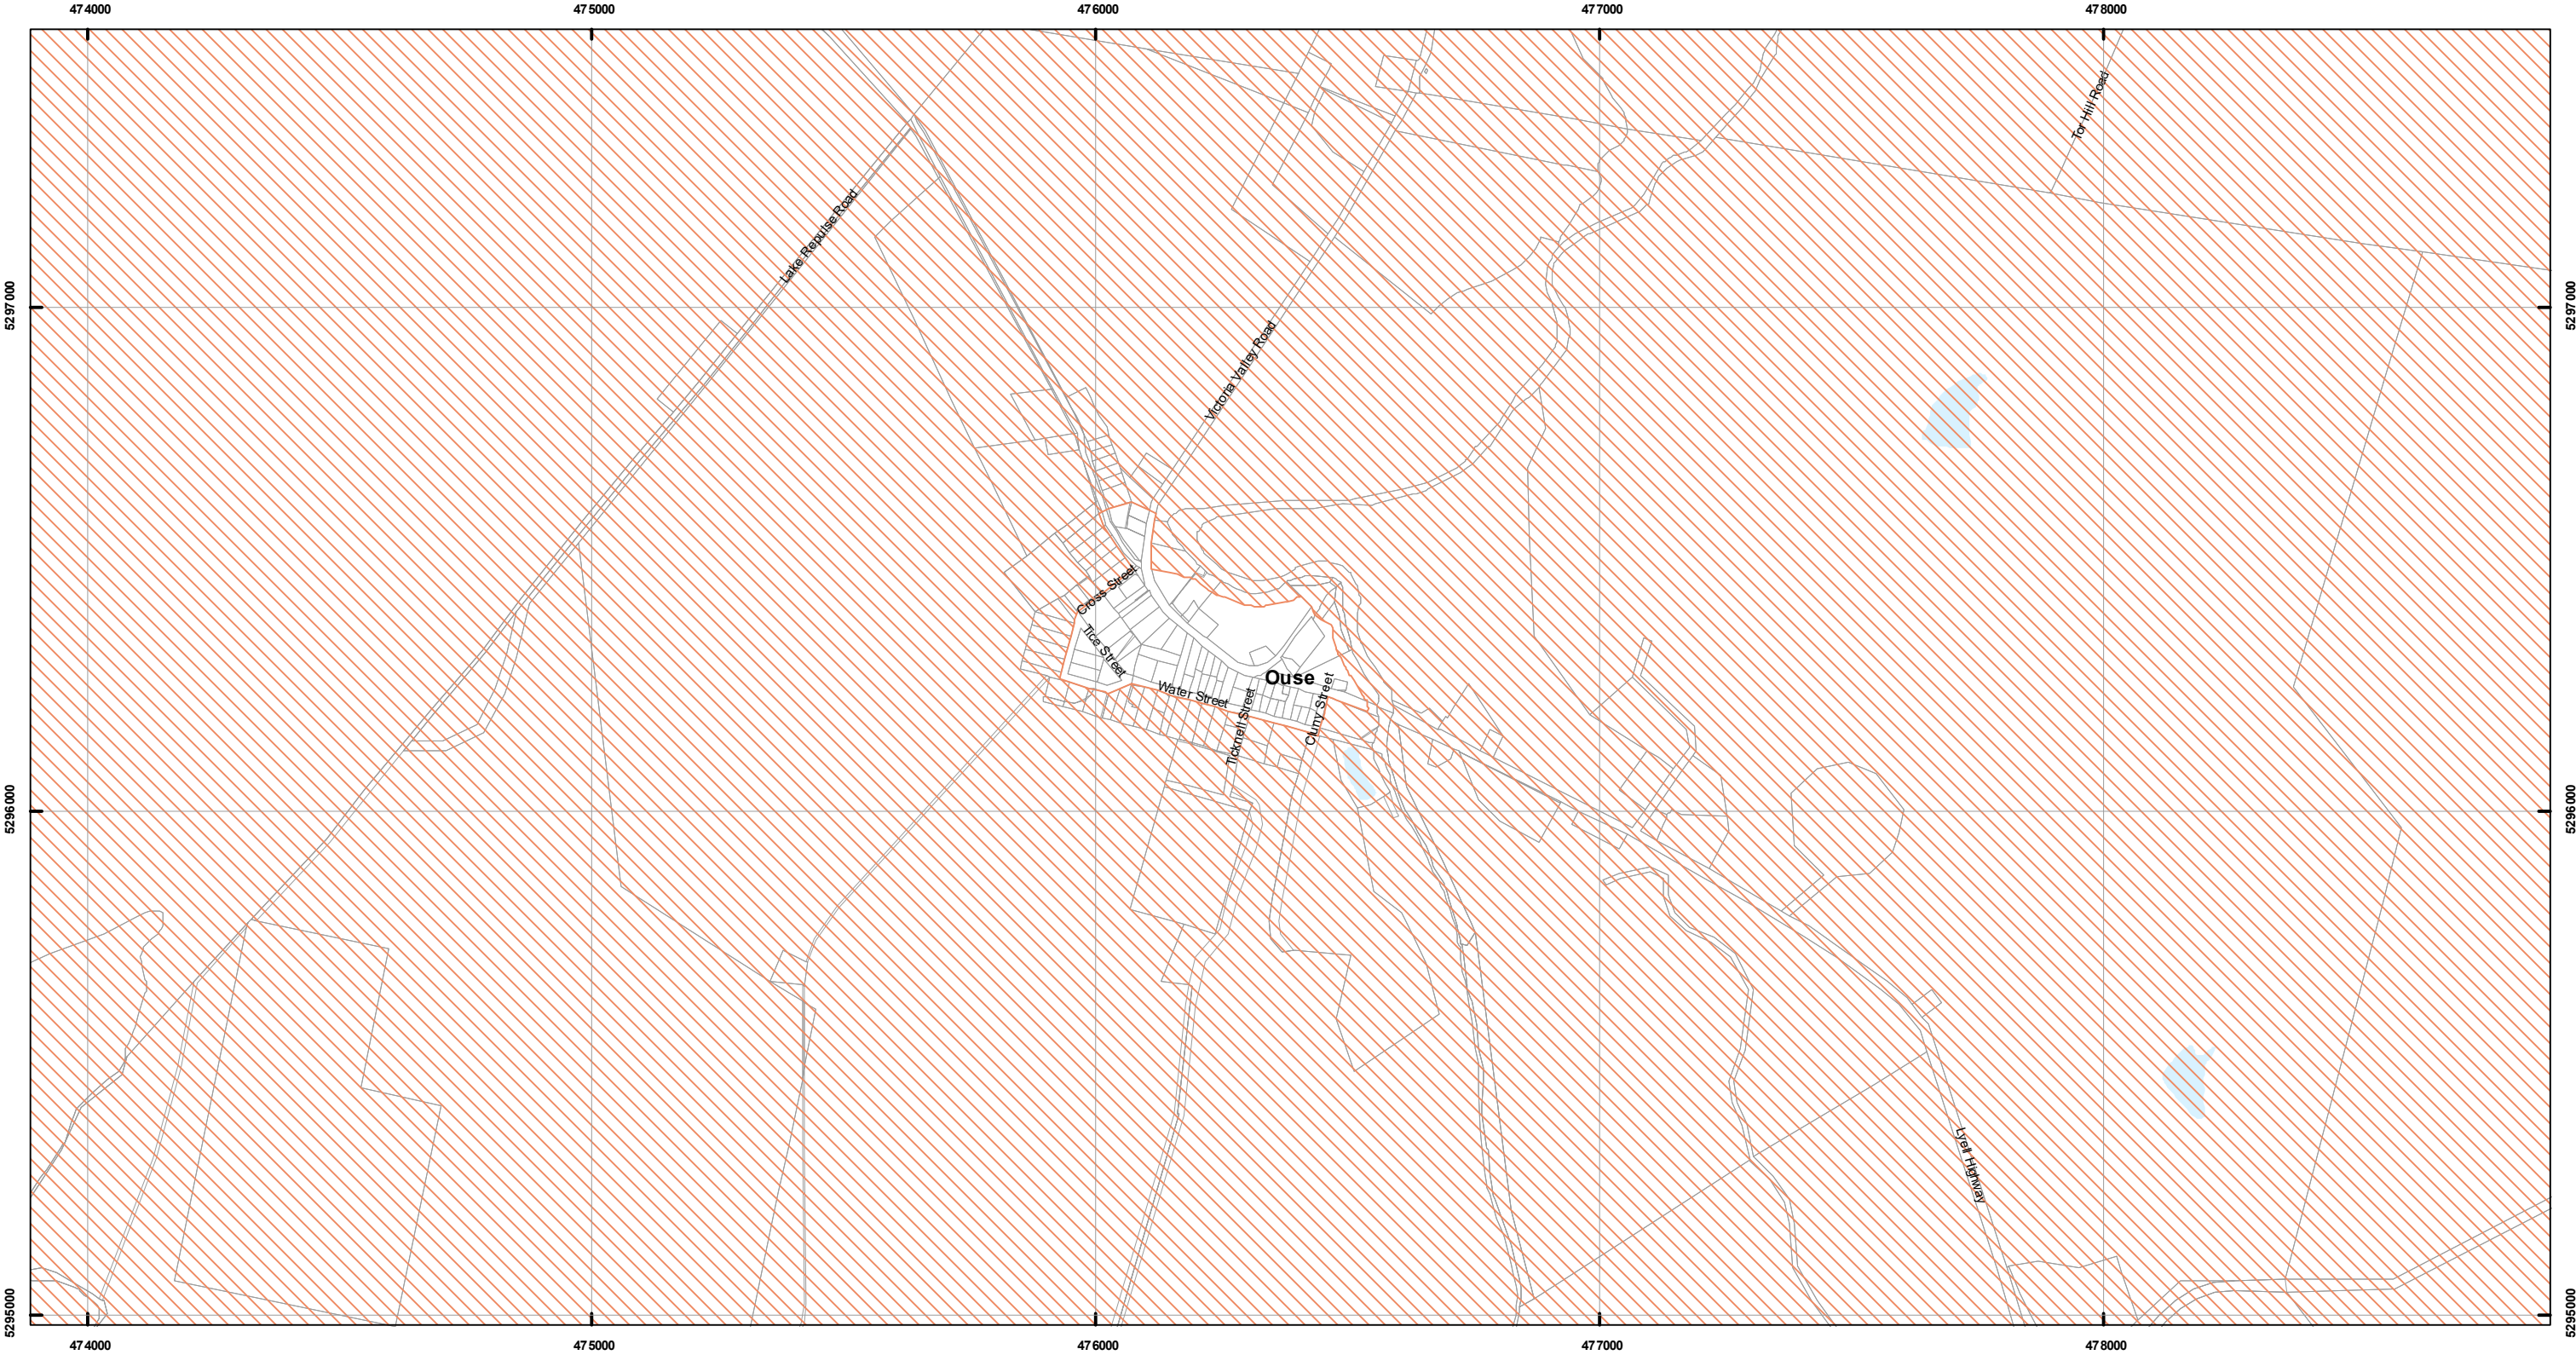 474000
475000
476000
477000
478000
Tor Hill Road
Lake Repulse Road
5297000
5297000
Victoria Valley Road
Cross Street
Tice Street
Ouse
Water Street
Ticknell Street
Cluny Street
5296000
5296000
Lyell Highway
5295000
5295000
474000
475000
476000
477000
478000